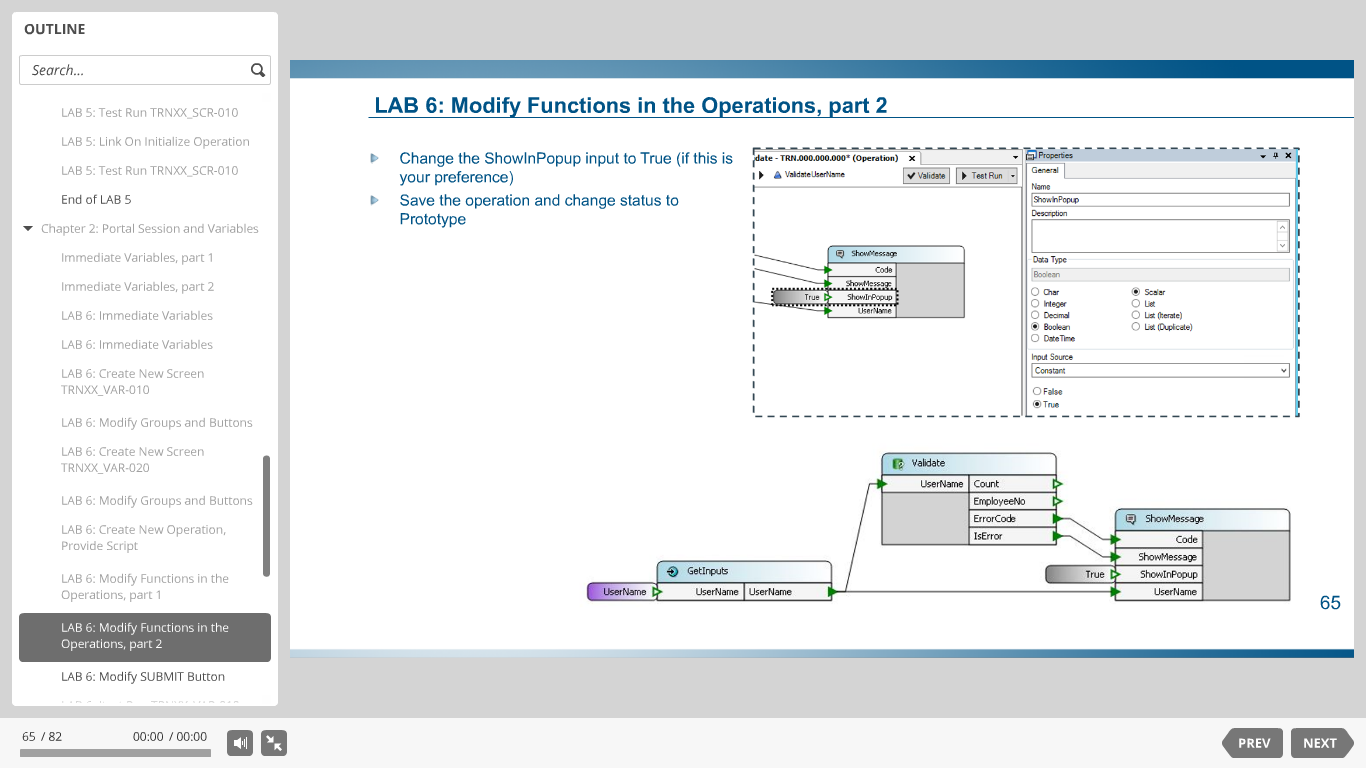 OUTLINE
Search...
LAB 5: Test Run TRNXX_SCR-010
LAB 5: Link On Initialize Operation
LAB 5: Test Run TRNXX_SCR-010
End of LAB 5
Chapter 2: Portal Session and Variables
Immediate Variables, part 1
Immediate Variables, part 2
LAB 6: Immediate Variables
LAB 6: Immediate Variables
LAB 6: Create New Screen
TRNXX_VAR-010
LAB 6: Modify Groups and Buttons
LAB 6: Create New Screen
TRNXX_VAR-020
LAB 6: Modify Groups and Buttons
LAB 6: Create New Operation,
Provide Script
LAB 6: Modify Functions in the
Operations, part 1
LAB 6: Modify Functions in the
Operations, part 2
LAB 6: Modify SUBMIT Button
LAB 6: Modify Functions in the Operations, part 2
Change the ShowInPopup input to True (if this is
your preference)
Save the operation and change status to
Prototype
date - TRN.000.000.000* (Operation)
ValidateUserName
Validate
Test Run
ShowMessage
Code
ShowMessage
True
ShowInPopup
UserName
Properties
General
Name
ShowInPopup
Description
Data Type
Boolean
Char
Scalar
Integer
List
Decimal
List (Iterate)
Boolean
List (Duplicate)
DateTime
Input Source
Constant
False
True
Validate
UserName
Count
EmployeeNo
ErrorCode
IsError
ShowMessage
Code
ShowMessage
True
ShowInPopup
UserName
GetInputs
UserName
UserName
UserName
65
65 / 82
00:00 / 00:00
PREV
NEXT